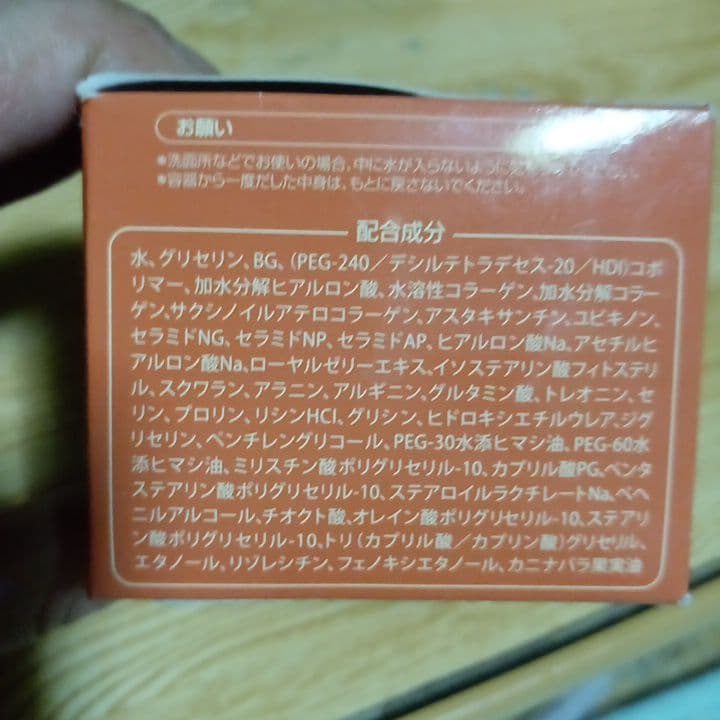 お願い
●洗面所などでお使いの場合、中に水が入らないように
●容器から一度だした中身は、もとに戻さないでください。
配合成分
水、グリセリン、BG、(PEG-240／デシルテトラデセス-20／HDI)コポ
リマー、加水分解ヒアルロン酸、水溶性コラーゲン、加水分解コラー
ゲン、サクシノイルアテロコラーゲン、アスタキサンチン、ユビキノン、
セラミドNG、セラミドNP、セラミドAP、ヒアルロン酸Na、アセチルヒ
アルロン酸Na、ローヤルゼリーエキス、イソステアリン酸フィトステリ
ル、スクワラン、アラニン、アルギニン、グルタミン酸、トレオニン、セ
リン、プロリン、リシンHCl、グリシン、ヒドロキシエチルウレア、ジグ
リセリン、ペンチレングリコール、PEG-30水添ヒマシ油、PEG-60水
添ヒマシ油、ミリスチン酸ポリグリセリル-10、カプリル酸PG、ペンタ
ステアリン酸ポリグリセリル-10、ステアロイルラクチレートNa、ベヘ
ニルアルコール、チオクト酸、オレイン酸ポリグリセリル-10、ステアリ
ン酸ポリグリセリル-10、トリ(カプリル酸／カプリン酸)グリセリル、
エタノール、リゾレシチン、フェノキシエタノール、カニナバラ果実油